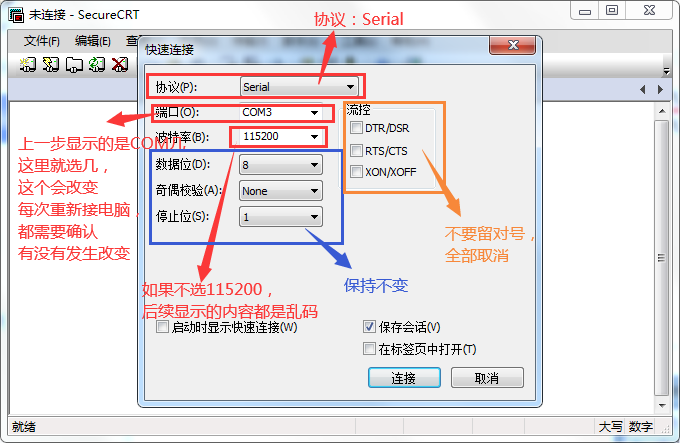 未连接 - SecureCRT
协议：Serial
文件(F) 编辑(E)
快速连接
协议(P): Serial
端口(O): COM3
波特率(B): 115200
数据位(D): 8
奇偶校验(A): None
停止位(S): 1
流控
DTR/DSR
RTS/CTS
XON/XOFF
上一步显示的是COM几，
这里就选几，
这个会改变
每次重新接电脑，
都需要确认
有没有发生改变
不要留对号，
全部取消
保持不变
如果不选115200，
后续显示的内容都是乱码
启动时显示快速连接(W)
保存会话(V)
在标签页中打开(T)
连接 取消
就绪 大写 数字